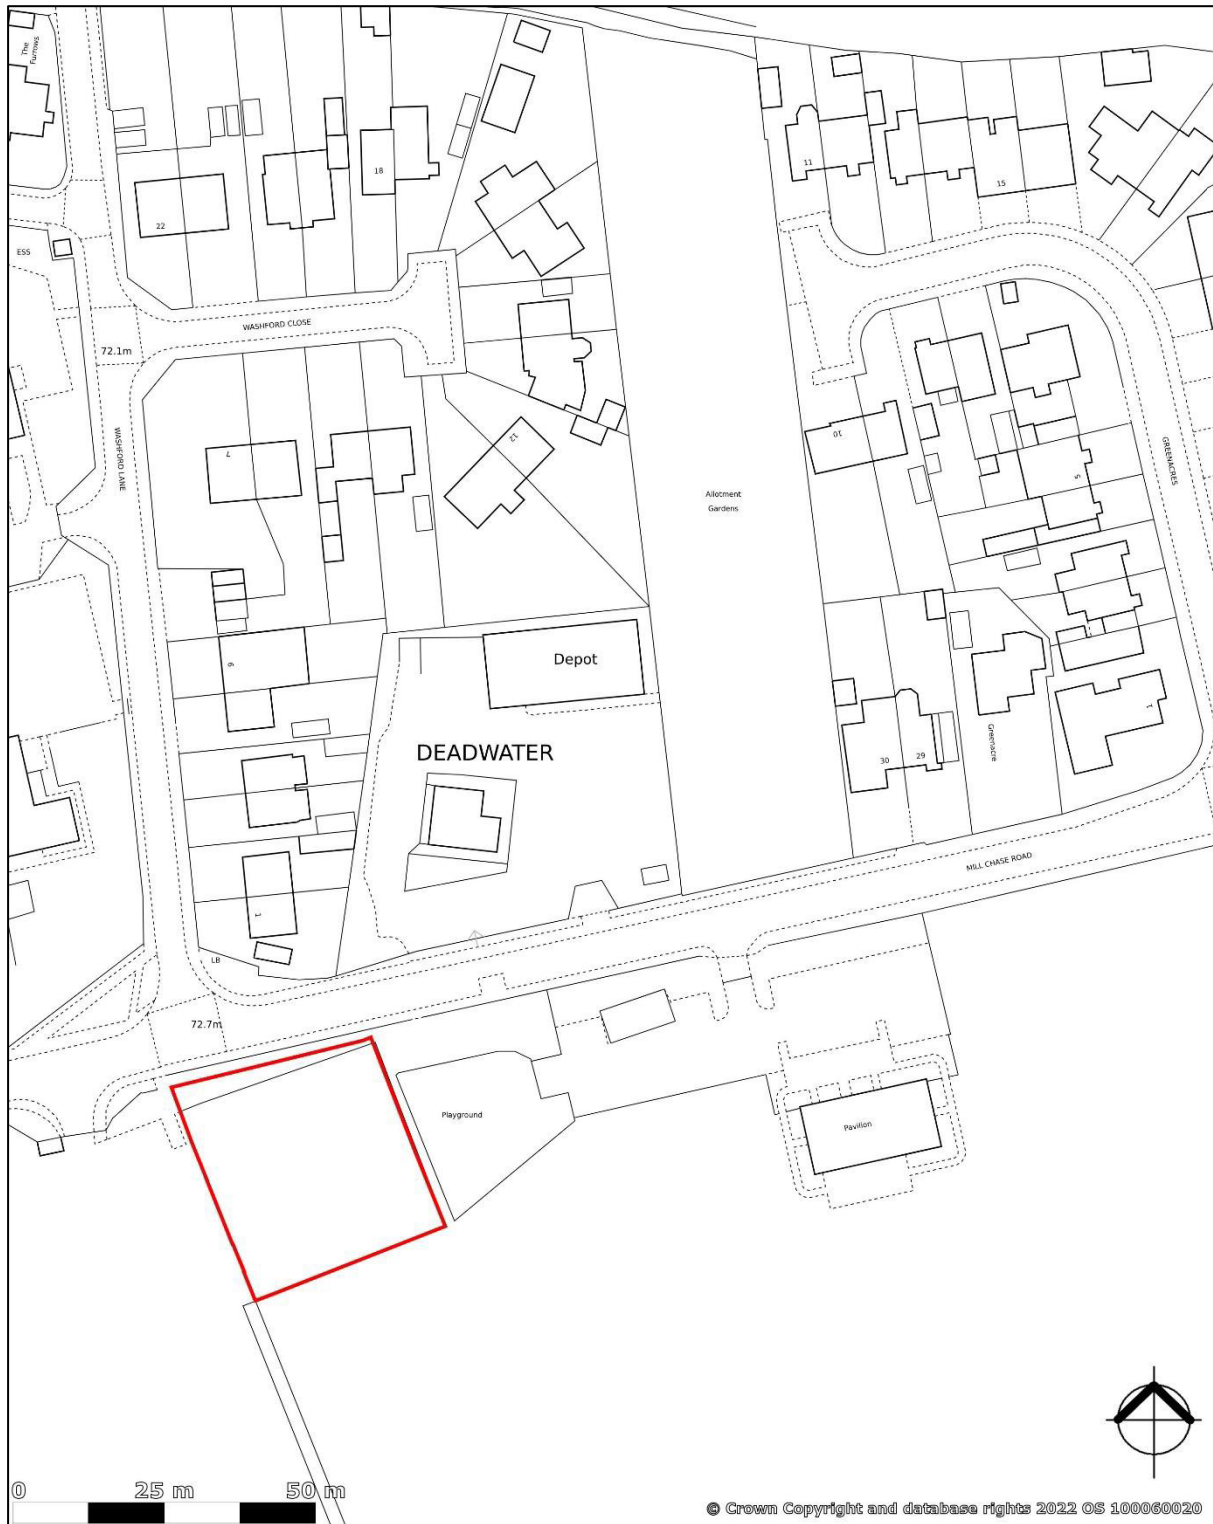 The
Furrows
11
15
18
22
ESS
WASHFORD CLOSE
72.1m
10
12
WASHFORD LANE
7
GREENACRES
5
Allotment
Gardens
Depot
9
1
Greenacre
DEADWATER
30
29
MILL CHASE ROAD
1
LB
72.7m
Playground
Pavilion
0 25 m 50 m
© Crown Copyright and database rights 2022 OS 100060020